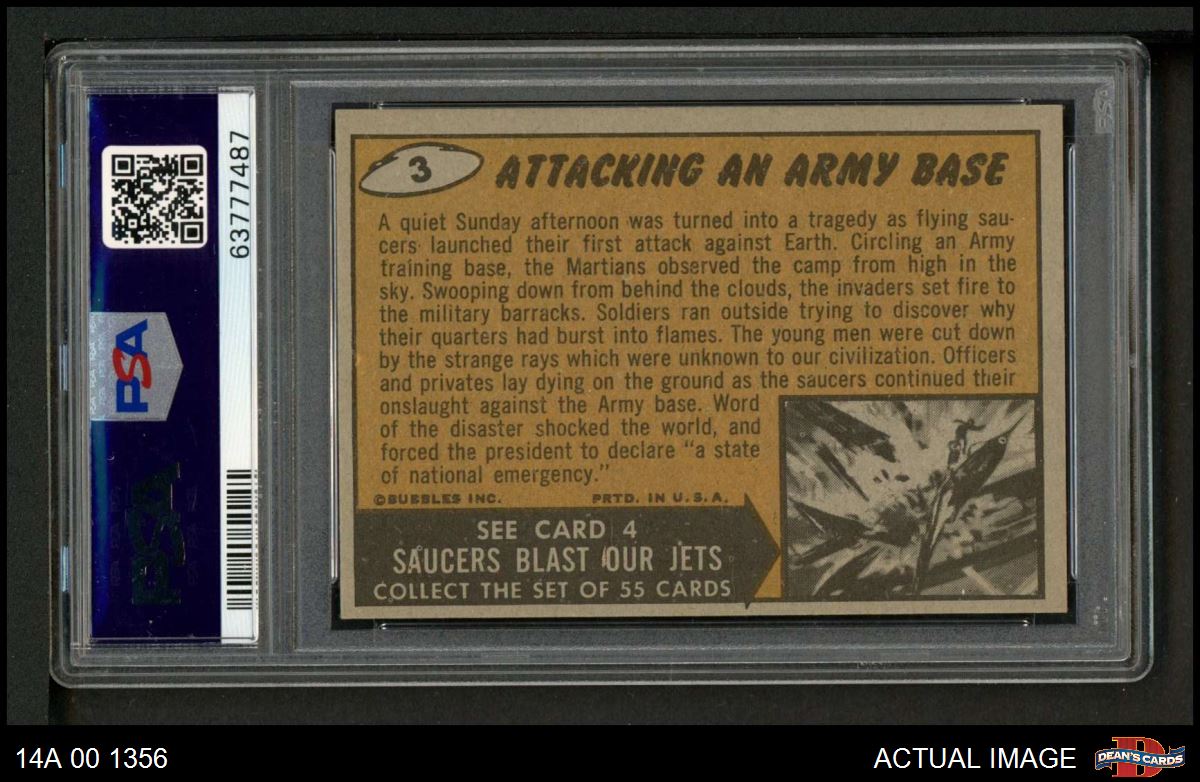 3
ATTACKING AN ARMY BASE
A quiet Sunday afternoon was turned into a tragedy as flying sau-
cers launched their first attack against Earth. Circling an Army
training base, the Martians observed the camp from high in the
sky. Swooping down from behind the clouds, the invaders set fire to
the military barracks. Soldiers ran outside trying to discover why
their quarters had burst into flames. The young men were cut down
by the strange rays which were unknown to our civilization. Officers
and privates lay dying on the ground as the saucers continued their
onslaught against the Army base. Word
of the disaster shocked the world, and
forced the president to declare "a state
of national emergency."
©BUBBLES INC. PRTD. IN U.S.A.
SEE CARD 4
SAUCERS BLAST OUR JETS
COLLECT THE SET OF 55 CARDS
63777487
PSA
PSA
14A 00 1356
ACTUAL IMAGE
DEAN'S CARDS